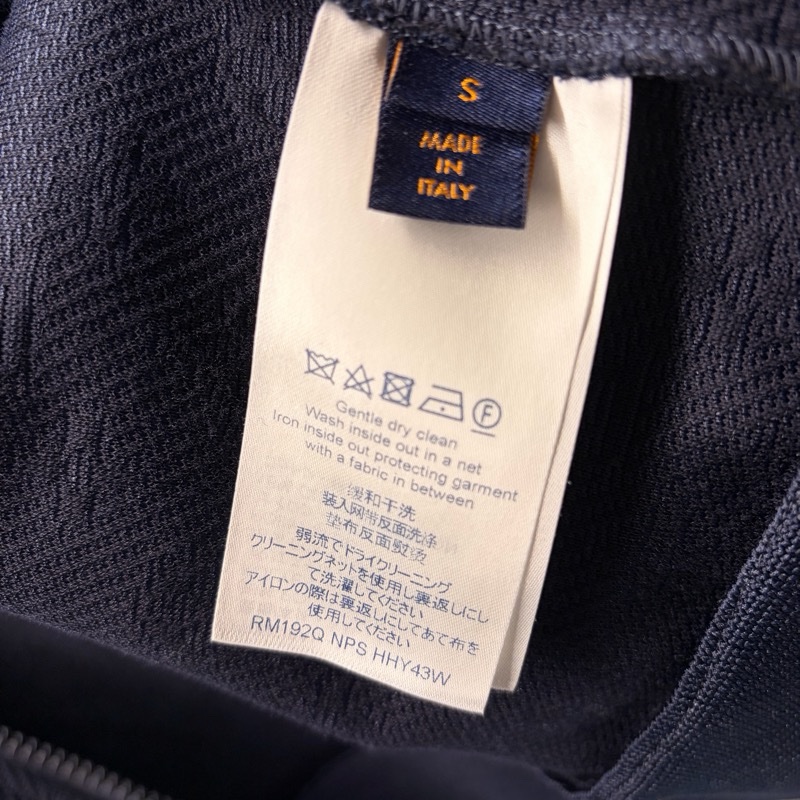 S
MADE
IN
ITALY
F
Gentle dry clean
Wash inside out in a net
Iron inside out protecting garment
with a fabric in between
缓和干洗
装入网带反面洗涤
垫布反面熨烫
弱流でドライクリーニング
クリーニングネットを使用し裏返しにし
て洗濯してください
アイロンの際は裏返しにしてあて布を
使用してください
RM192Q NPS HHY43W